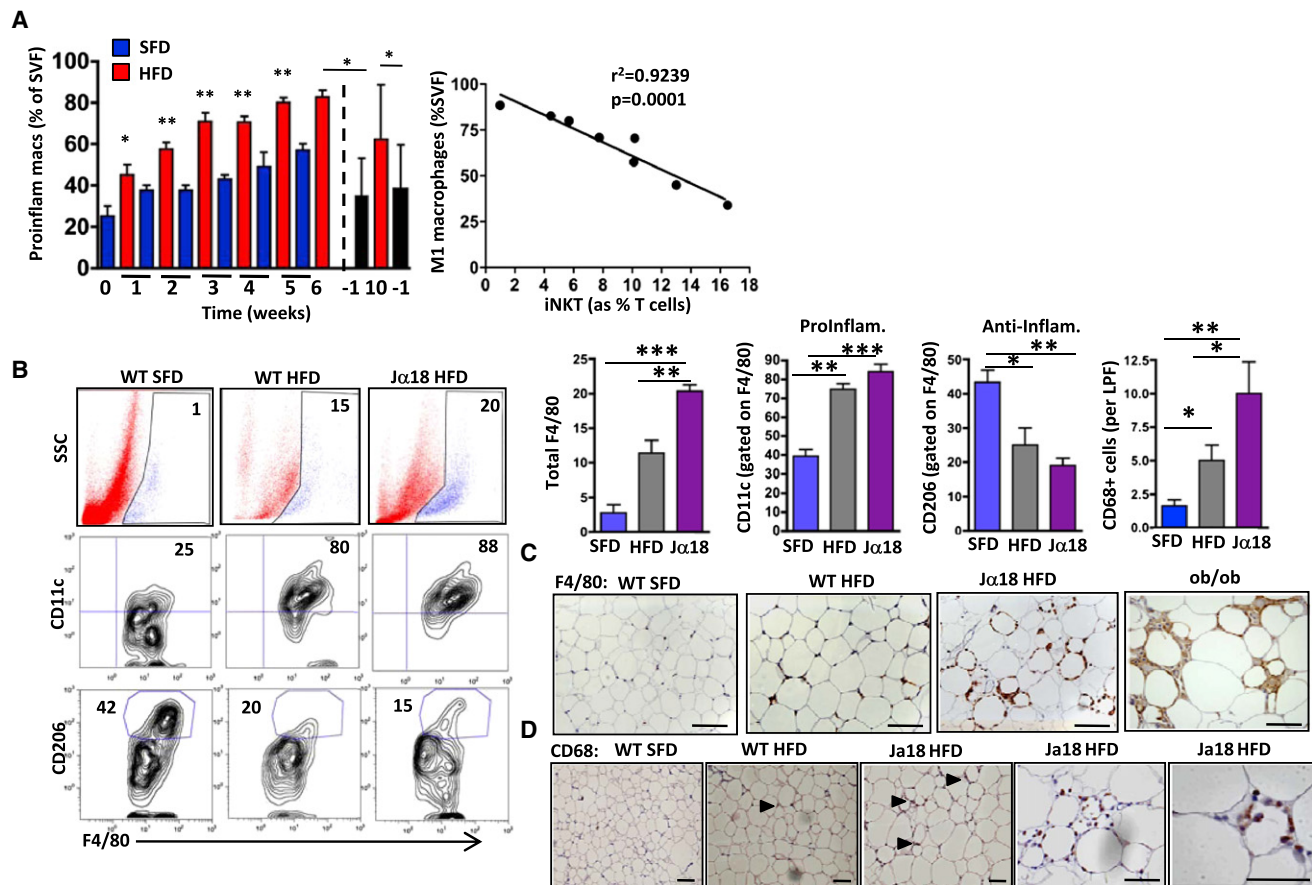 A
SFD
HFD
Proinflam macs (% of SVF)
100
80
60
40
20
0
* ** ** ** ** * *
0 1 2 3 4 5 6 -1 10 -1
Time (weeks)
r²=0.9239
p=0.0001
M1 macrophages (%SVF)
100
75
50
25
0
0 2 4 6 8 10 12 14 16 18
iNKT (as % T cells)
B
WT SFD WT HFD Jα18 HFD
SSC
1 15 20
CD11c
25 80 88
CD206
42 20 15
F4/80
Total F4/80
25
20
15
10
5
0
***
**
SFD HFD Jα18
ProInflam.
CD11c (gated on F4/80)
90
80
70
60
50
40
30
20
10
0
***
**
SFD HFD Jα18
Anti-Inflam.
CD206 (gated on F4/80)
50
40
30
20
10
0
**
*
SFD HFD Jα18
CD68+ cells (per LPF)
12.5
10.0
7.5
5.0
2.5
0.0
**
*
*
SFD HFD Jα18
C
F4/80: WT SFD WT HFD Jα18 HFD ob/ob
D
CD68: WT SFD WT HFD Ja18 HFD Ja18 HFD Ja18 HFD